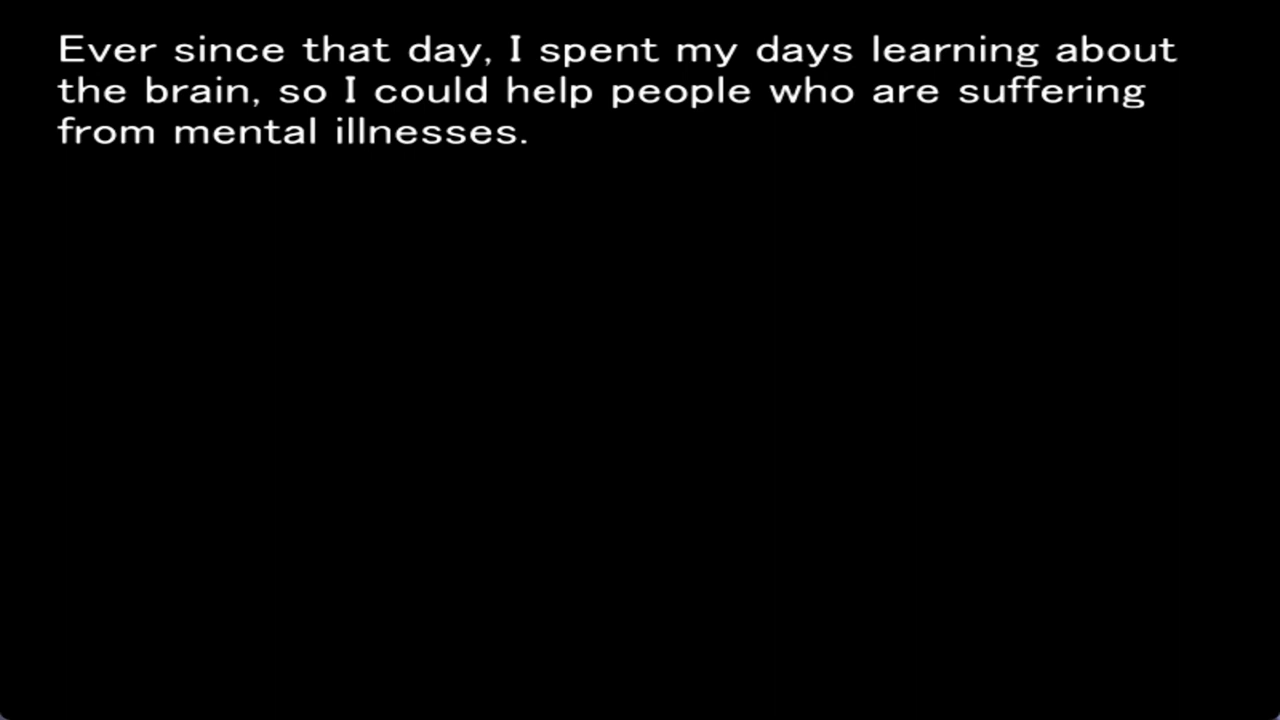 Ever since that day, I spent my days learning about
the brain, so I could help people who are suffering
from mental illnesses.